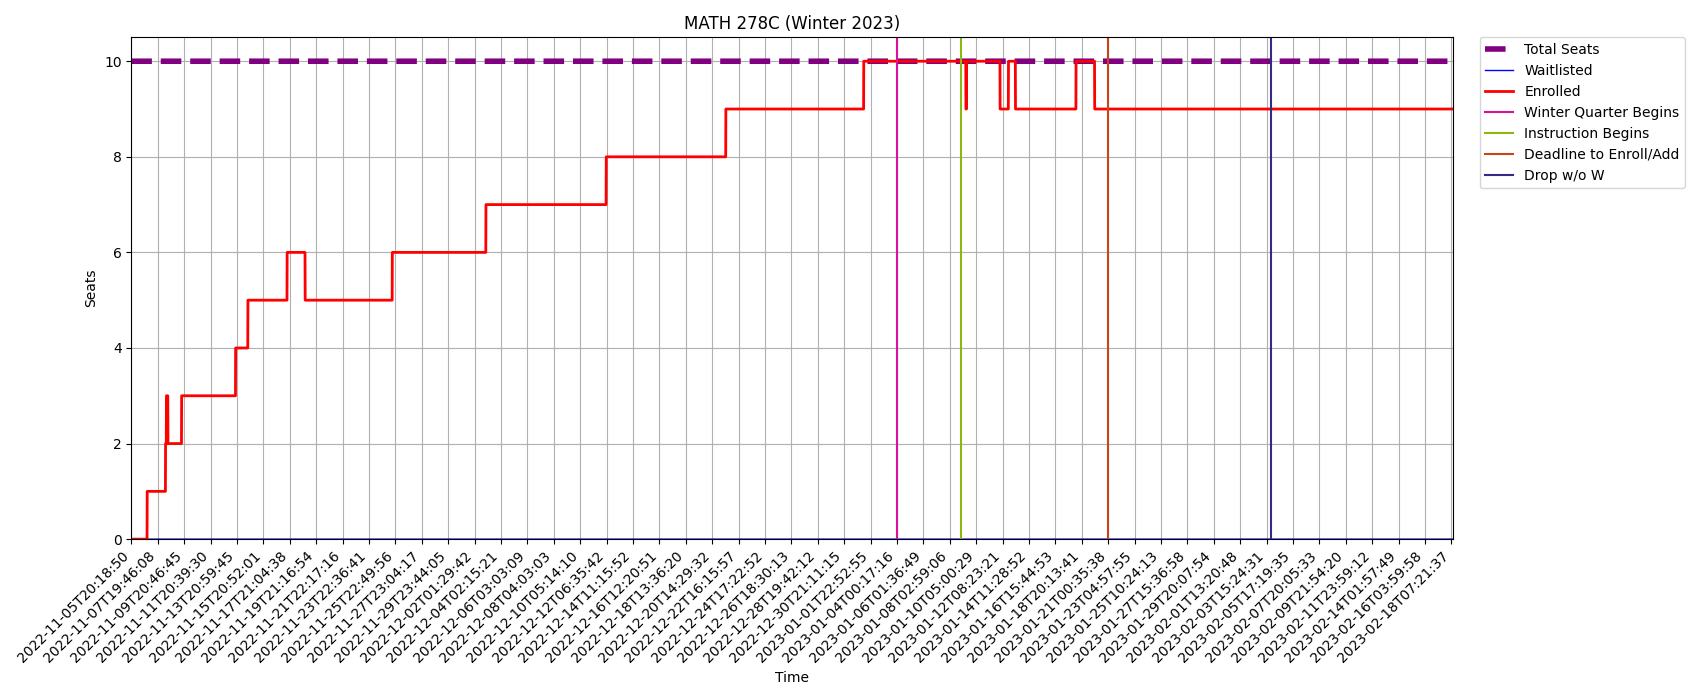 MATH 278C (Winter 2023)
Seats
10
8
6
4
2
0
2022-11-05T20:18:50
2022-11-07T19:46:08
2022-11-09T20:46:45
2022-11-11T20:39:30
2022-11-13T20:59:45
2022-11-15T20:52:01
2022-11-17T21:04:38
2022-11-19T21:16:54
2022-11-21T22:17:16
2022-11-23T22:36:41
2022-11-25T22:49:56
2022-11-27T23:04:17
2022-11-29T23:44:05
2022-12-02T01:29:42
2022-12-04T02:15:21
2022-12-06T03:03:09
2022-12-08T04:03:03
2022-12-10T05:14:10
2022-12-12T06:35:42
2022-12-14T11:15:52
2022-12-16T12:20:51
2022-12-18T13:36:20
2022-12-20T14:29:32
2022-12-22T16:15:57
2022-12-24T17:22:52
2022-12-26T18:30:13
2022-12-28T19:42:12
2022-12-30T21:11:15
2023-01-01T22:52:55
2023-01-04T00:17:16
2023-01-06T01:36:49
2023-01-08T02:59:06
2023-01-10T05:00:29
2023-01-12T08:23:21
2023-01-14T11:28:52
2023-01-16T15:44:53
2023-01-18T20:13:41
2023-01-21T00:35:38
2023-01-23T04:57:55
2023-01-25T10:24:13
2023-01-27T15:36:58
2023-01-29T20:07:54
2023-02-01T13:20:48
2023-02-03T15:24:31
2023-02-05T17:19:35
2023-02-07T20:05:33
2023-02-09T21:54:20
2023-02-11T23:59:12
2023-02-14T01:57:49
2023-02-16T03:59:58
2023-02-18T07:21:37
Time
Total Seats
Waitlisted
Enrolled
Winter Quarter Begins
Instruction Begins
Deadline to Enroll/Add
Drop w/o W